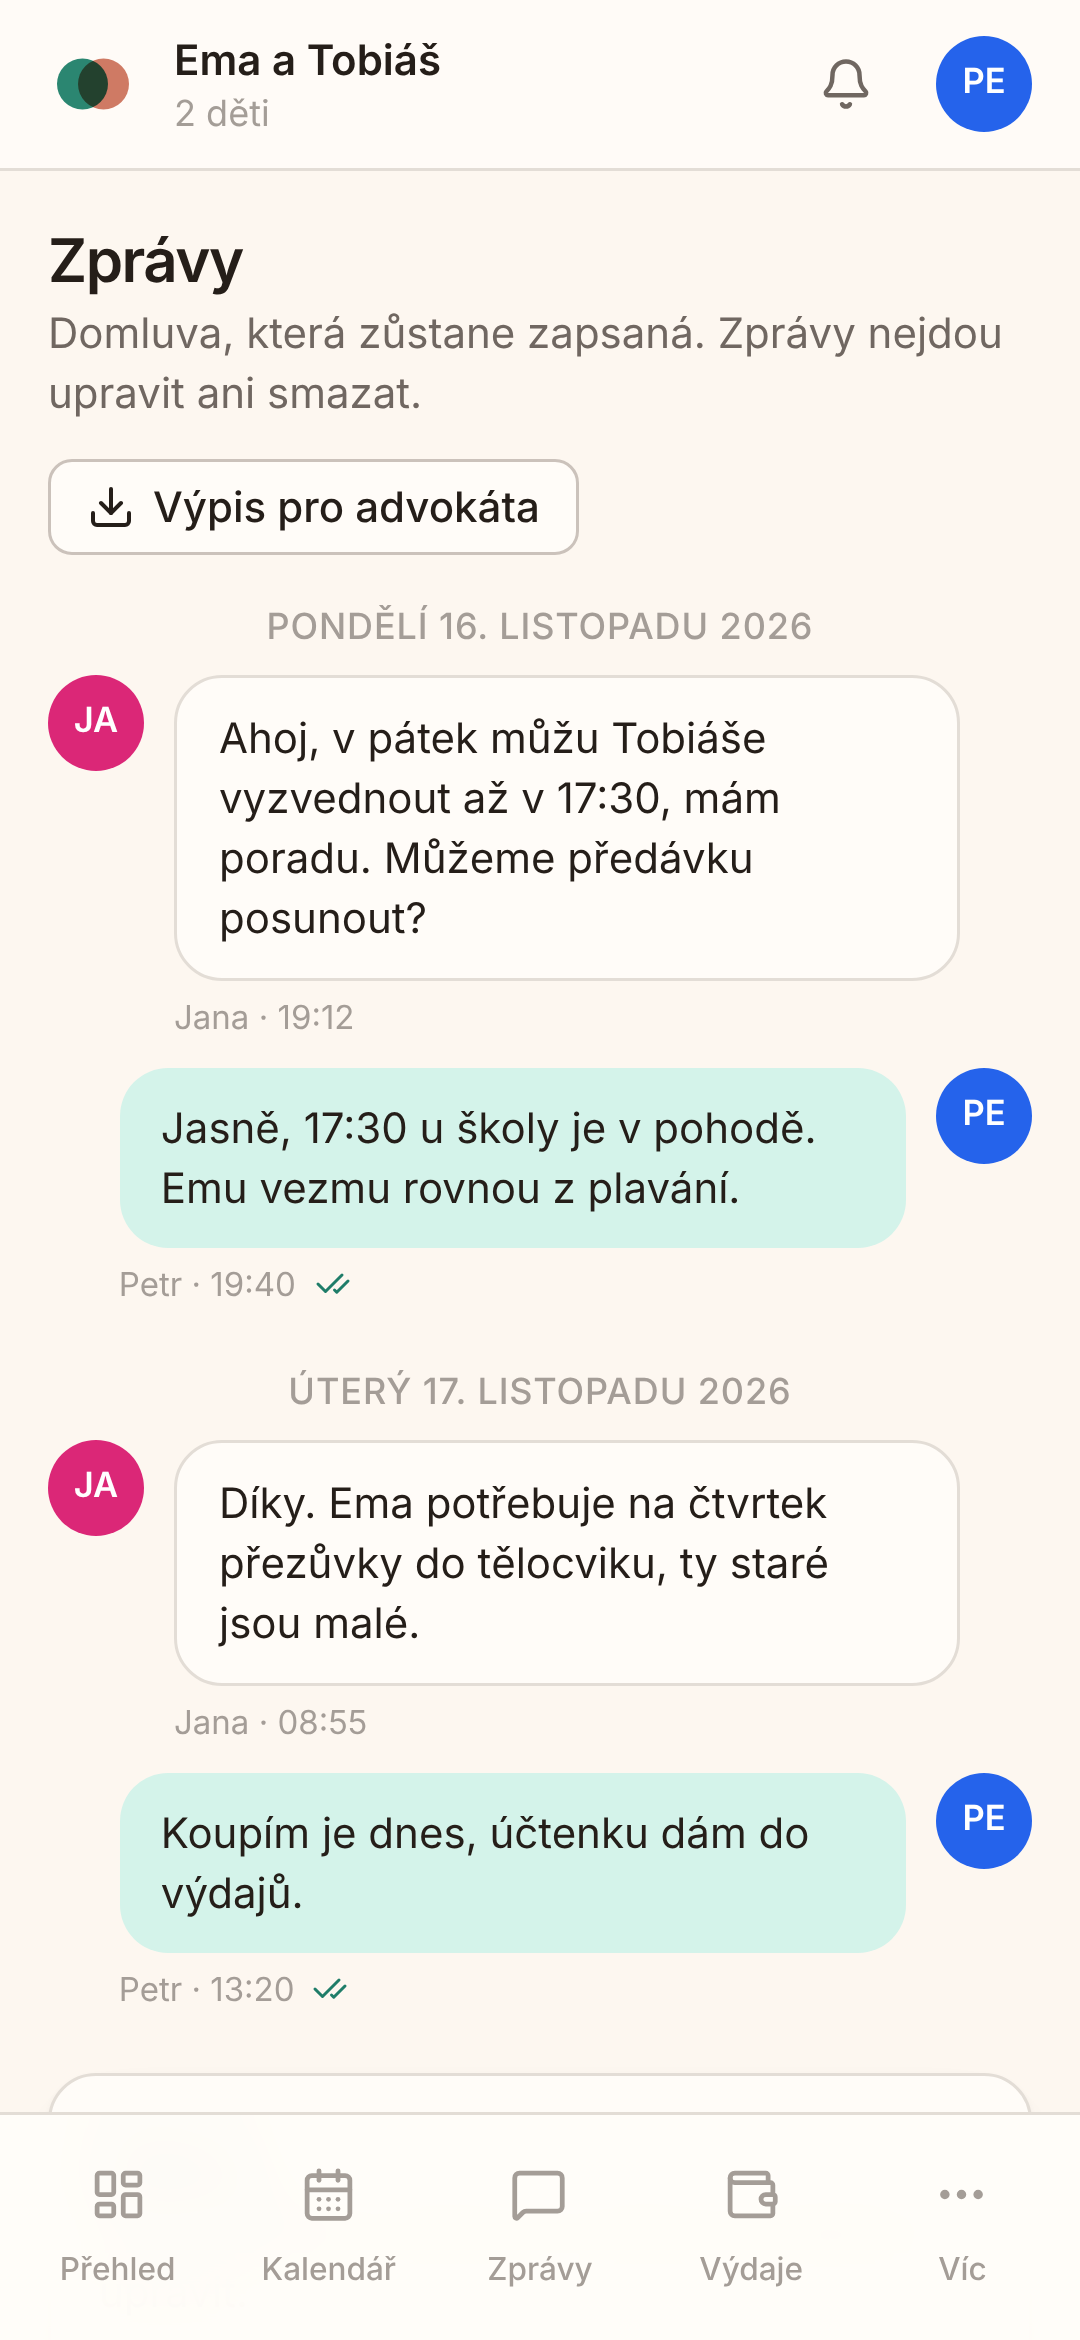 Ema a Tobiáš
2 děti
PE
Zprávy
Domluva, která zůstane zapsaná. Zprávy nejdou
upravit ani smazat.
Výpis pro advokáta
PONDĚLÍ 16. LISTOPADU 2026
JA
Ahoj, v pátek můžu Tobiáše
vyzvednout až v 17:30, mám
poradu. Můžeme předávku
posunout?
Jana · 19:12
Jasně, 17:30 u školy je v pohodě.
Emu vezmu rovnou z plavání.
PE
Petr · 19:40
ÚTERÝ 17. LISTOPADU 2026
JA
Díky. Ema potřebuje na čtvrtek
přezůvky do tělocviku, ty staré
jsou malé.
Jana · 08:55
Koupím je dnes, účtenku dám do
výdajů.
PE
Petr · 13:20
Přehled
Kalendář
Zprávy
Výdaje
Víc